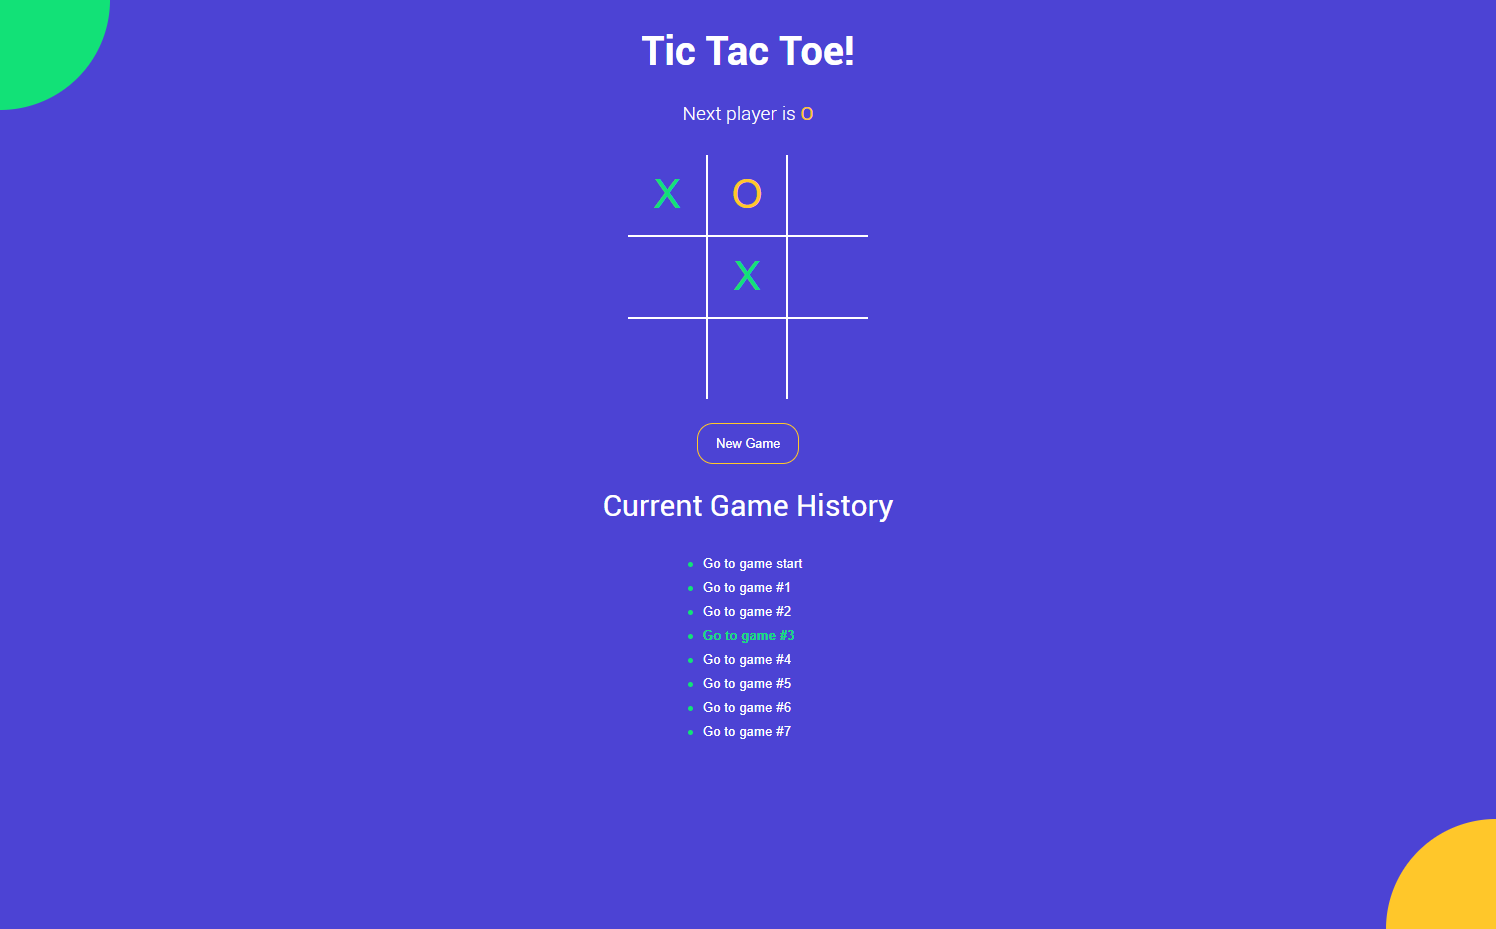 Tic Tac Toe!
Next player is O
X O
X
New Game
Current Game History
Go to game start
Go to game #1
Go to game #2
Go to game #3
Go to game #4
Go to game #5
Go to game #6
Go to game #7